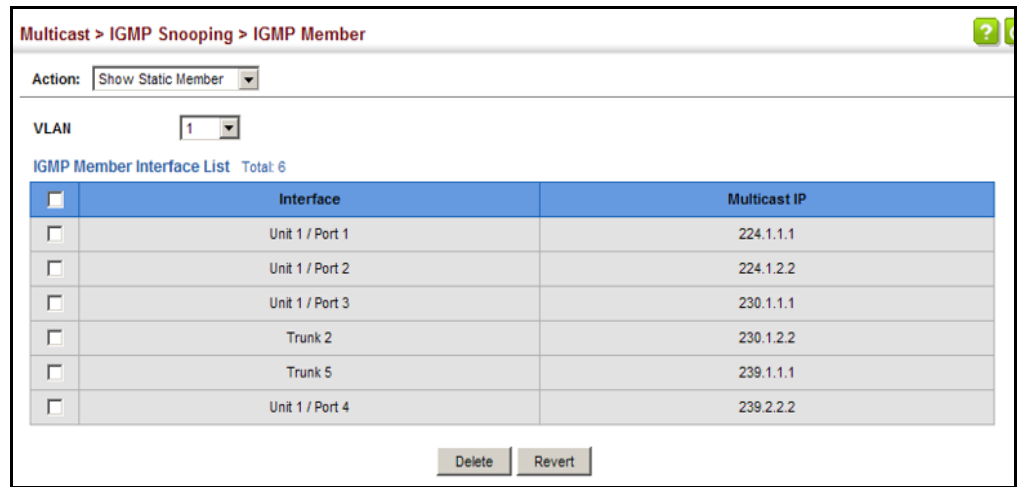 Multicast > IGMP Snooping > IGMP Member
?
Action: Show Static Member
VLAN 1
IGMP Member Interface List Total: 6
Interface Multicast IP
Unit 1 / Port 1 224.1.1.1
Unit 1 / Port 2 224.1.2.2
Unit 1 / Port 3 230.1.1.1
Trunk 2 230.1.2.2
Trunk 5 239.1.1.1
Unit 1 / Port 4 239.2.2.2
Delete Revert